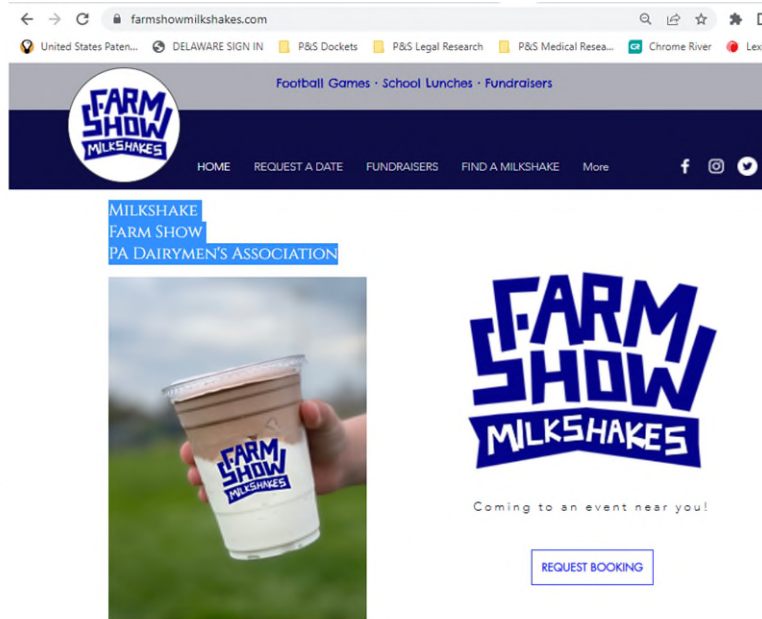 farmshowmilkshakes.com
United States Paten... DELAWARE SIGN IN P&S Dockets P&S Legal Research P&S Medical Resea... Chrome River Lex
Football Games · School Lunches · Fundraisers
FARM
SHOW
MILKSHAKES
HOME REQUEST A DATE FUNDRAISERS FIND A MILKSHAKE More
MILKSHAKE
FARM SHOW
PA DAIRYMEN'S ASSOCIATION
FARM
SHOW
MILKSHAKES
FARM
SHOW
MILKSHAKES
Coming to an event near you!
REQUEST BOOKING